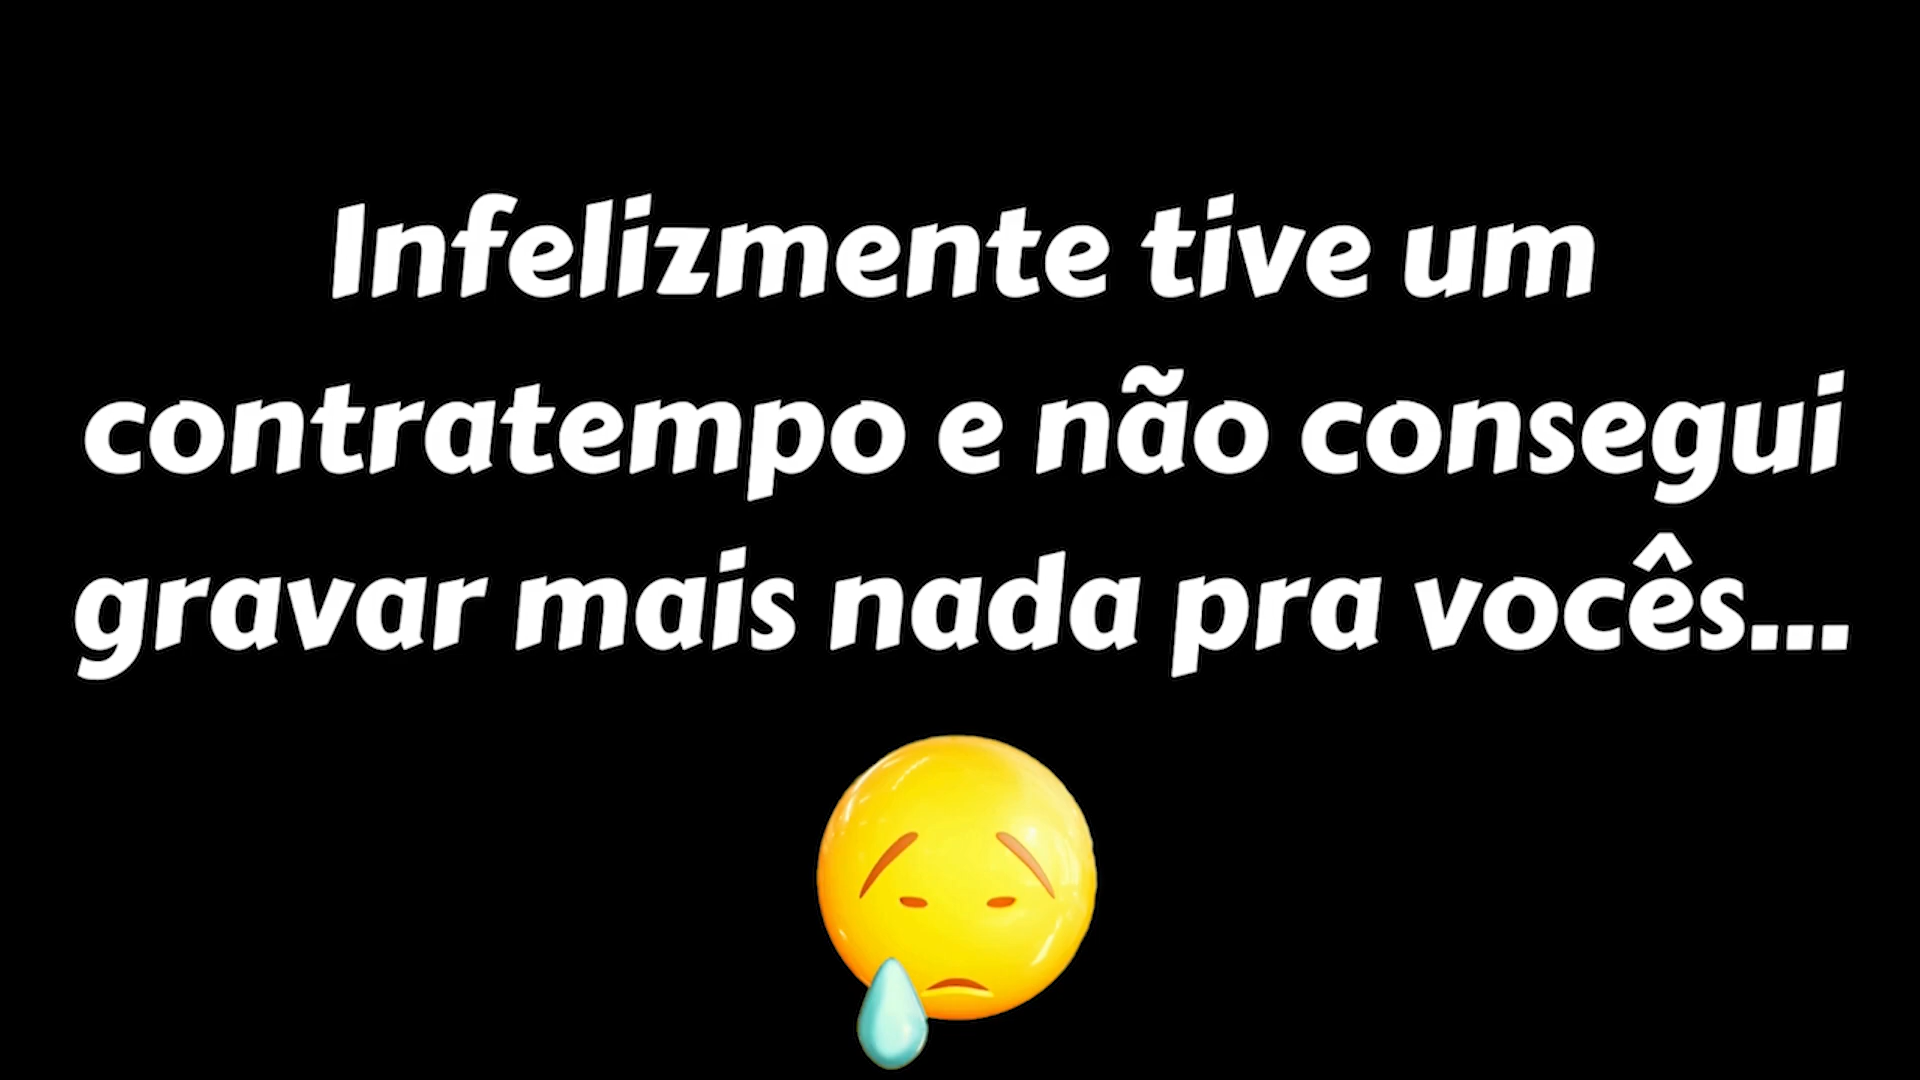 Infelizmente tive um
contratempo e não consegui
gravar mais nada pra vocês...